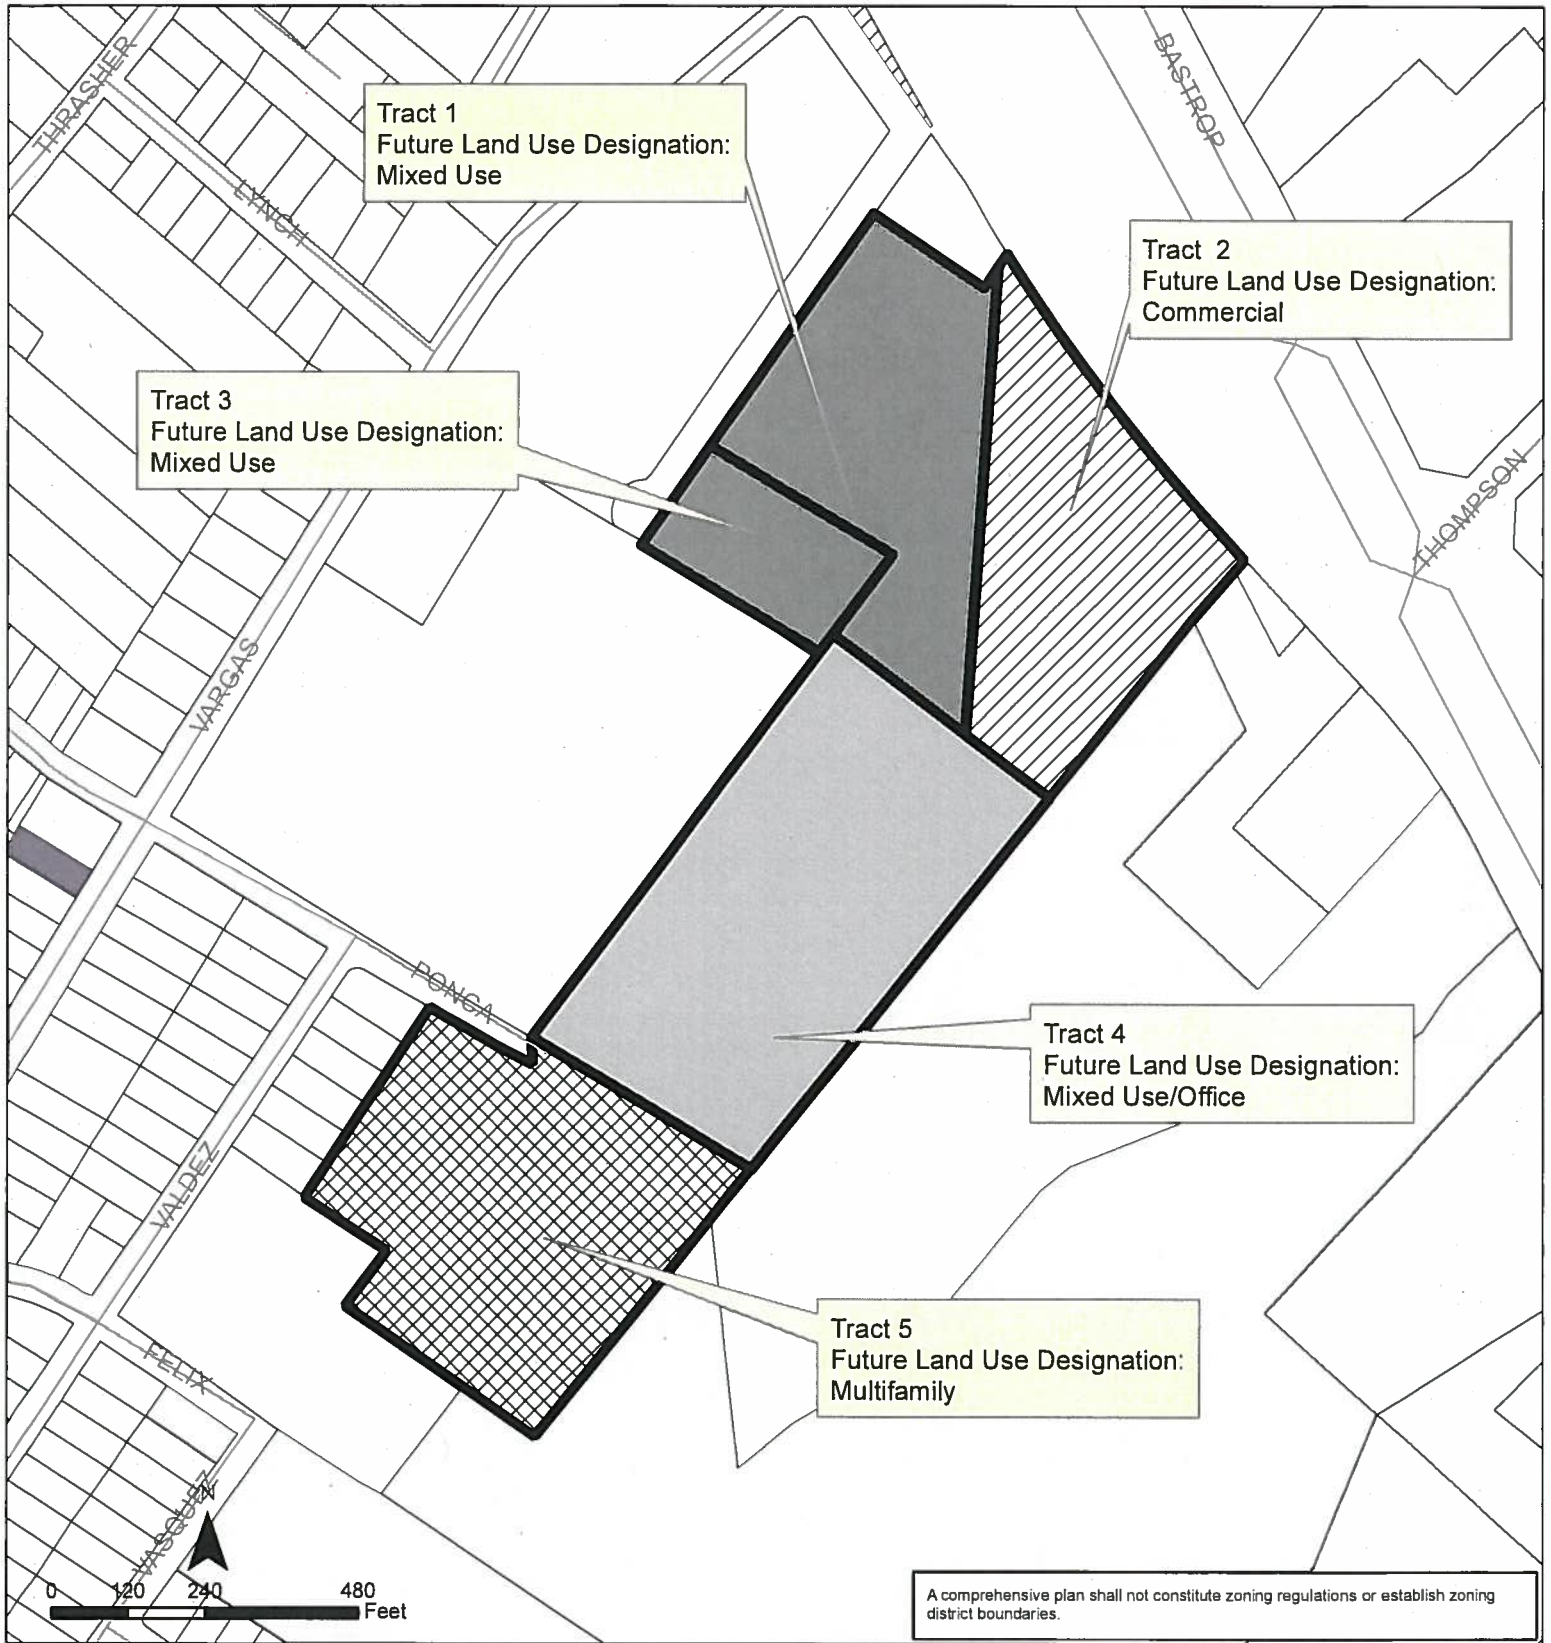 THRASHER
BASTROP
Tract 1
Future Land Use Designation:
Mixed Use
LYNCH
Tract 2
Future Land Use Designation:
Commercial
Tract 3
Future Land Use Designation:
Mixed Use
THOMPSON
VARGAS
PONCA
Tract 4
Future Land Use Designation:
Mixed Use/Office
VALDEZ
Tract 5
Future Land Use Designation:
Multifamily
FELIX
VASQUEZ
N
0 120 240 480
Feet
A comprehensive plan shall not constitute zoning regulations or establish zoning
district boundaries.